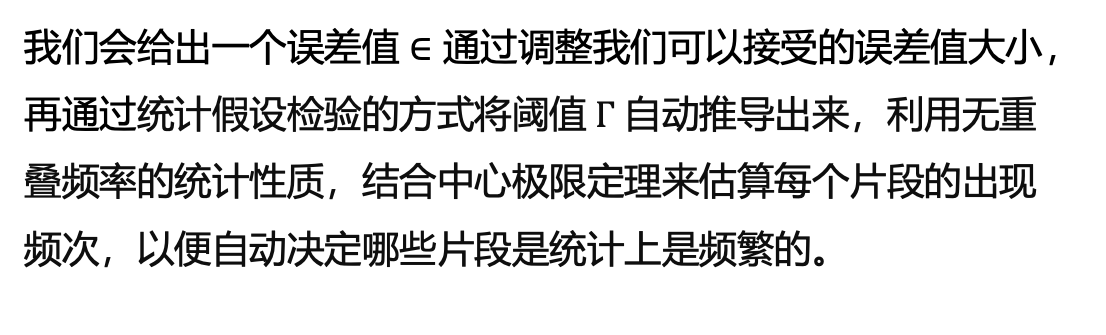 我们会给出一个误差值 ∈ 通过调整我们可以接受的误差值大小，
再通过统计假设检验的方式将阈值 Γ 自动推导出来，利用无重
叠频率的统计性质，结合中心极限定理来估算每个片段的出现
频次，以便自动决定哪些片段是统计上是频繁的。